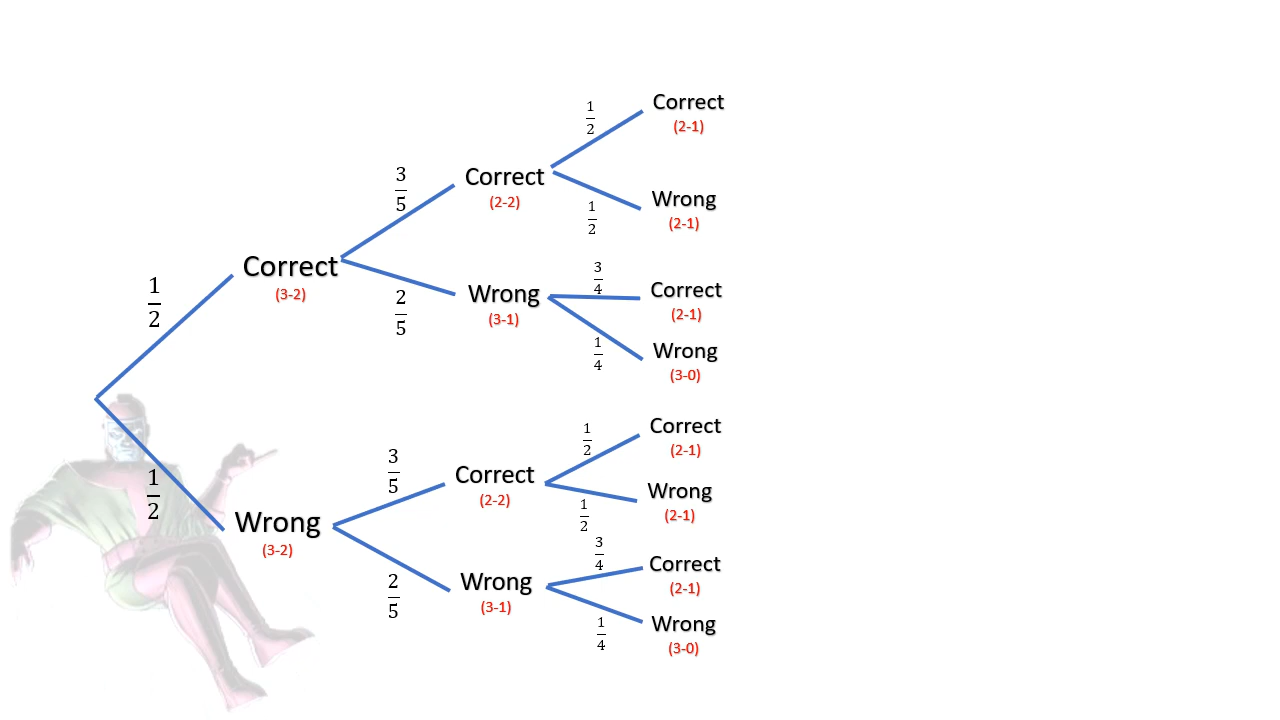 1/2
Correct
(3-2)
3/5
Correct
(2-2)
1/2
Correct
(2-1)
1/2
Wrong
(2-1)
2/5
Wrong
(3-1)
3/4
Correct
(2-1)
1/4
Wrong
(3-0)
1/2
Wrong
(3-2)
3/5
Correct
(2-2)
1/2
Correct
(2-1)
1/2
Wrong
(2-1)
2/5
Wrong
(3-1)
3/4
Correct
(2-1)
1/4
Wrong
(3-0)